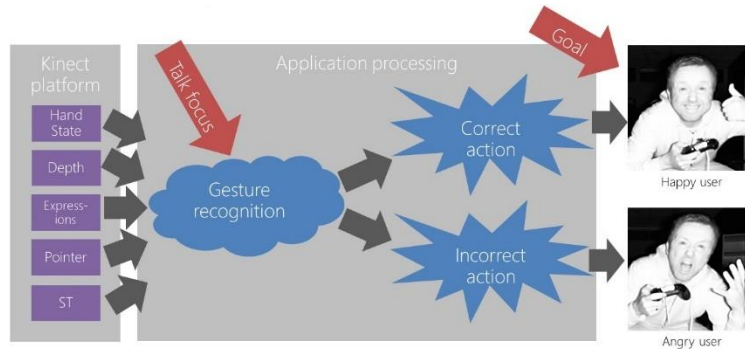 Kinect
platform
Hand
State
Depth
Express-
ions
Pointer
ST
Application processing
Talk focus
Gesture
recognition
Correct
action
Incorrect
action
Goal
Happy user
Angry user